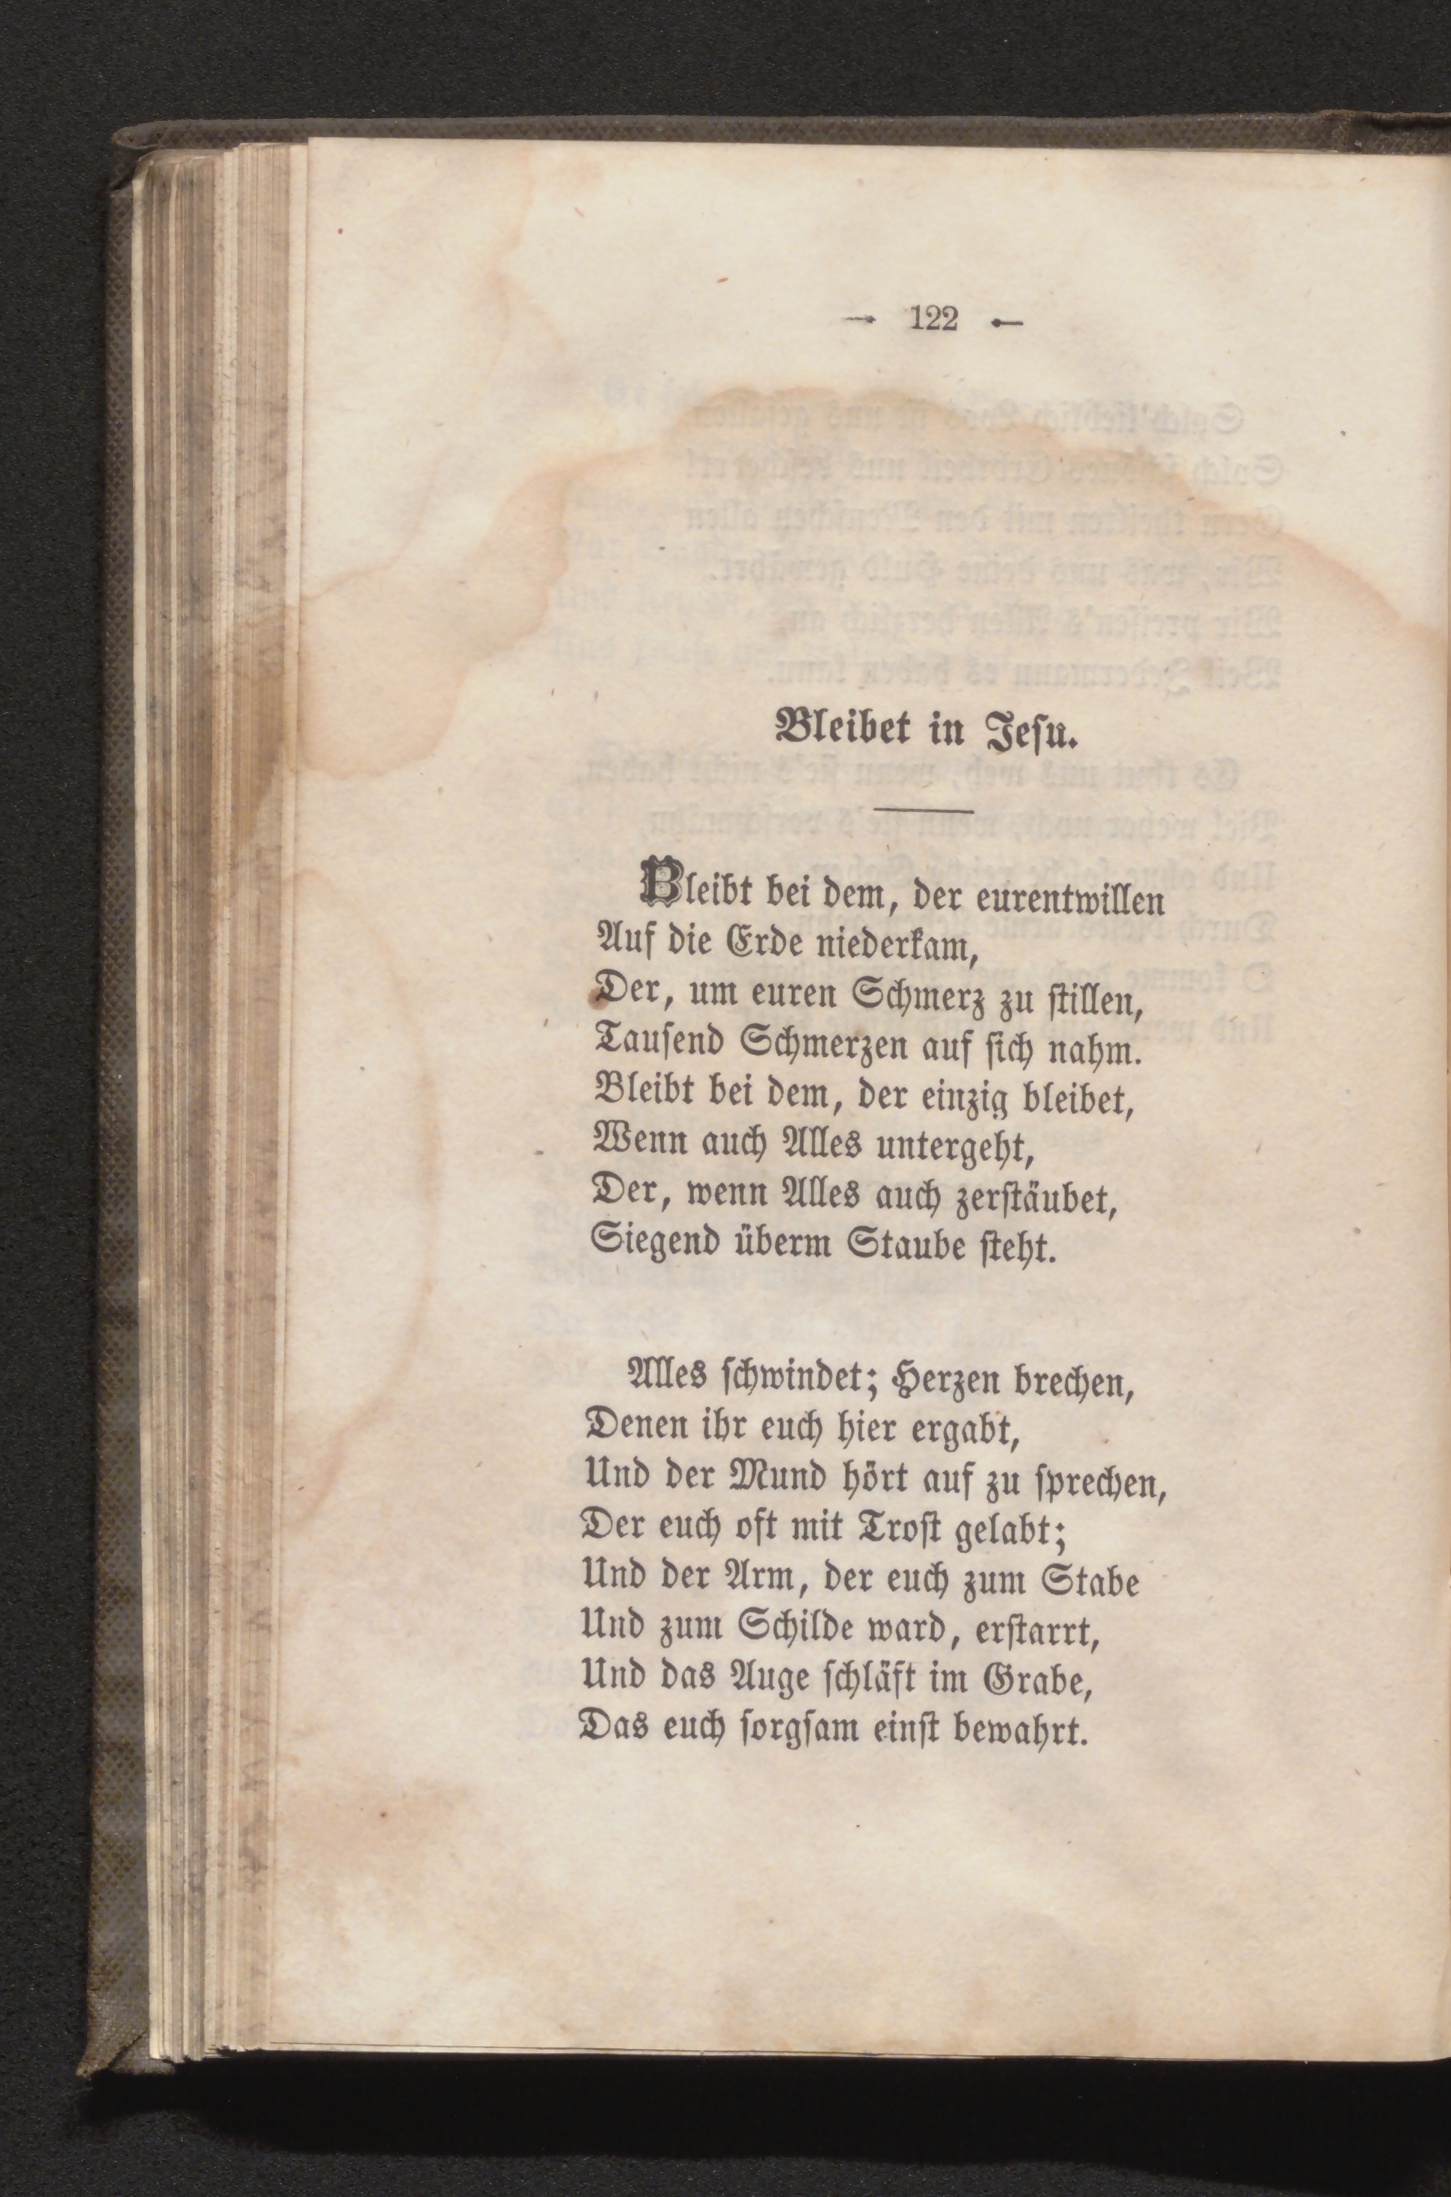 122
Bleibet in Jeſu.
Bleibt bei dem, der eurentwillen
Auf die Erde niederkam,
Der, um euren Schmerz zu ſtillen,
Tauſend Schmerzen auf ſich nahm.
Bleibt bei dem, der einzig bleibet,
Wenn auch Alles untergeht,
Der, wenn Alles auch zerſtäubet,
Siegend überm Staube ſteht.
Alles ſchwindet; Herzen brechen,
Denen ihr euch hier ergabt,
Und der Mund hört auf zu ſprechen,
Der euch oft mit Troſt gelabt;
Und der Arm, der euch zum Stabe
Und zum Schilde ward, erſtarrt,
Und das Auge ſchläft im Grabe,
Das euch ſorgſam einſt bewahrt.